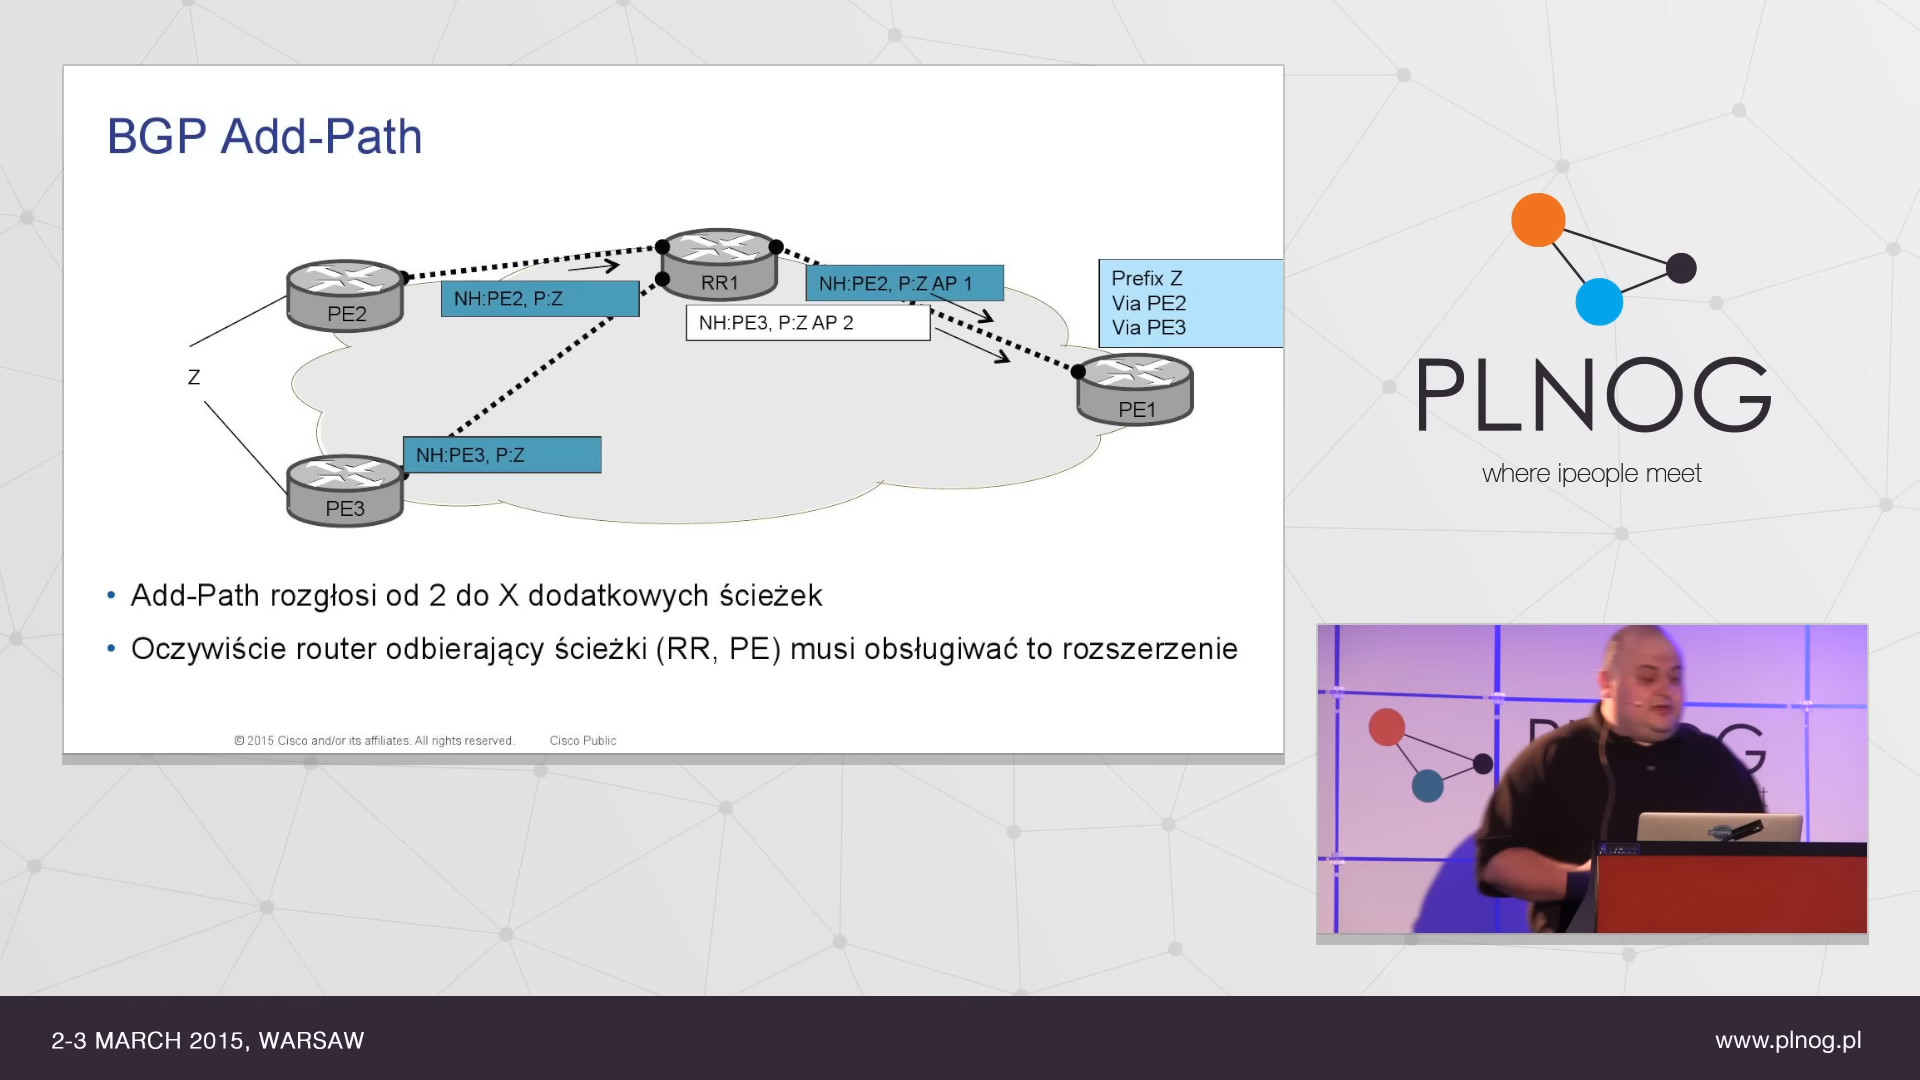 BGP Add-Path
RR1
NH:PE2, P:Z AP 1
Prefix Z
Via PE2
Via PE3
NH:PE2, P:Z
PE2
NH:PE3, P:Z AP 2
Z
PE1
NH:PE3, P:Z
PE3
• Add-Path rozgłosi od 2 do X dodatkowych ścieżek
• Oczywiście router odbierający ścieżki (RR, PE) musi obsługiwać to rozszerzenie
© 2015 Cisco and/or its affiliates. All rights reserved. Cisco Public
PLNOG
where ipeople meet
2-3 MARCH 2015, WARSAW
www.plnog.pl